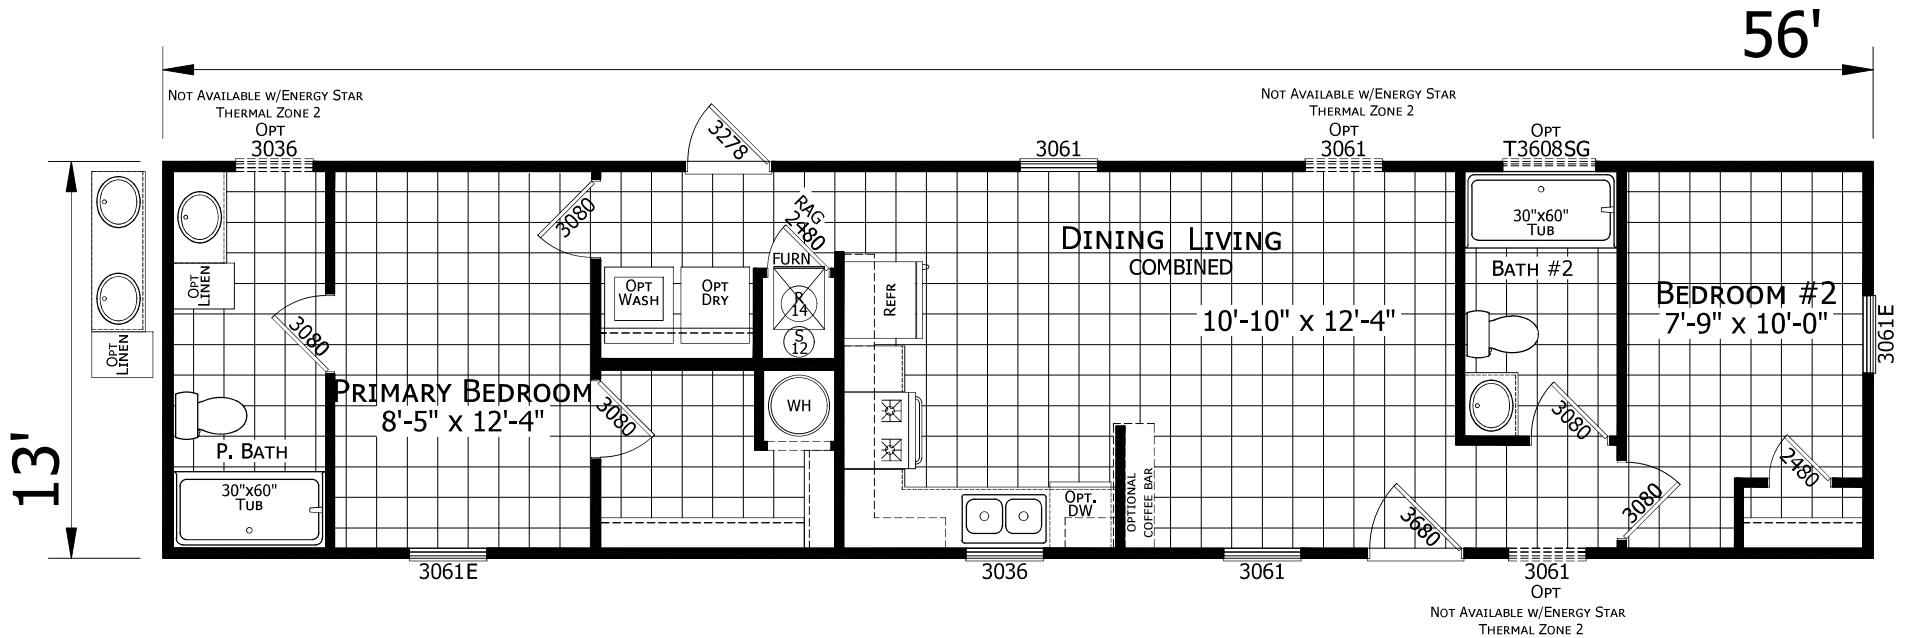 56'
NOT AVAILABLE W/ENERGY STAR
THERMAL ZONE 2
OPT
3036
3278
3061
NOT AVAILABLE W/ENERGY STAR
THERMAL ZONE 2
OPT
3061
OPT
T3608SG
13'
OPT
LINEN
OPT
LINEN
3080
P. BATH
30"x60"
TUB
PRIMARY BEDROOM
8'-5" x 12'-4"
3080
3080
OPT
WASH
OPT
DRY
RAG
2480
FURN
R
14
S
12
WH
REFR
DINING LIVING
COMBINED
10'-10" x 12'-4"
OPT.
DW
OPTIONAL
COFFEE BAR
30"x60"
TUB
BATH #2
3080
BEDROOM #2
7'-9" x 10'-0"
3061E
2480
3080
3680
3061E
3036
3061
3061
OPT
NOT AVAILABLE W/ENERGY STAR
THERMAL ZONE 2